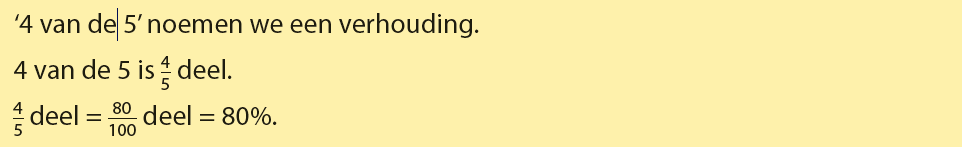 ‘4 van de 5’ noemen we een verhouding.
4 van de 5 is 4/5 deel.
4/5 deel = 80/100 deel = 80%.